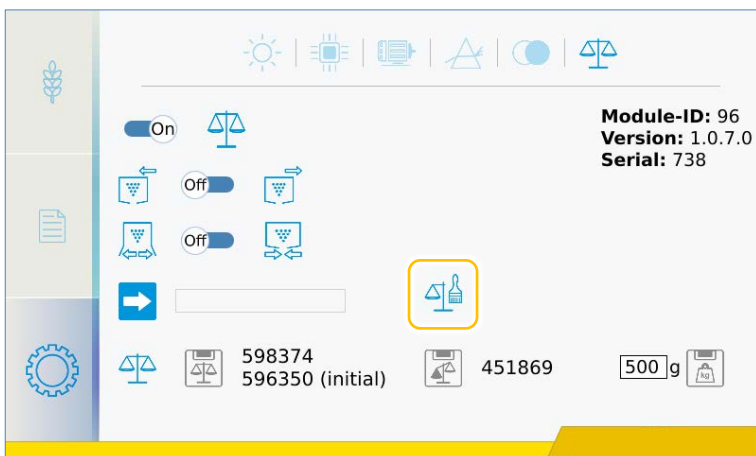 On
Module-ID: 96
Version: 1.0.7.0
Serial: 738
Off
Off
598374
596350 (initial)
451869
500 g
kg